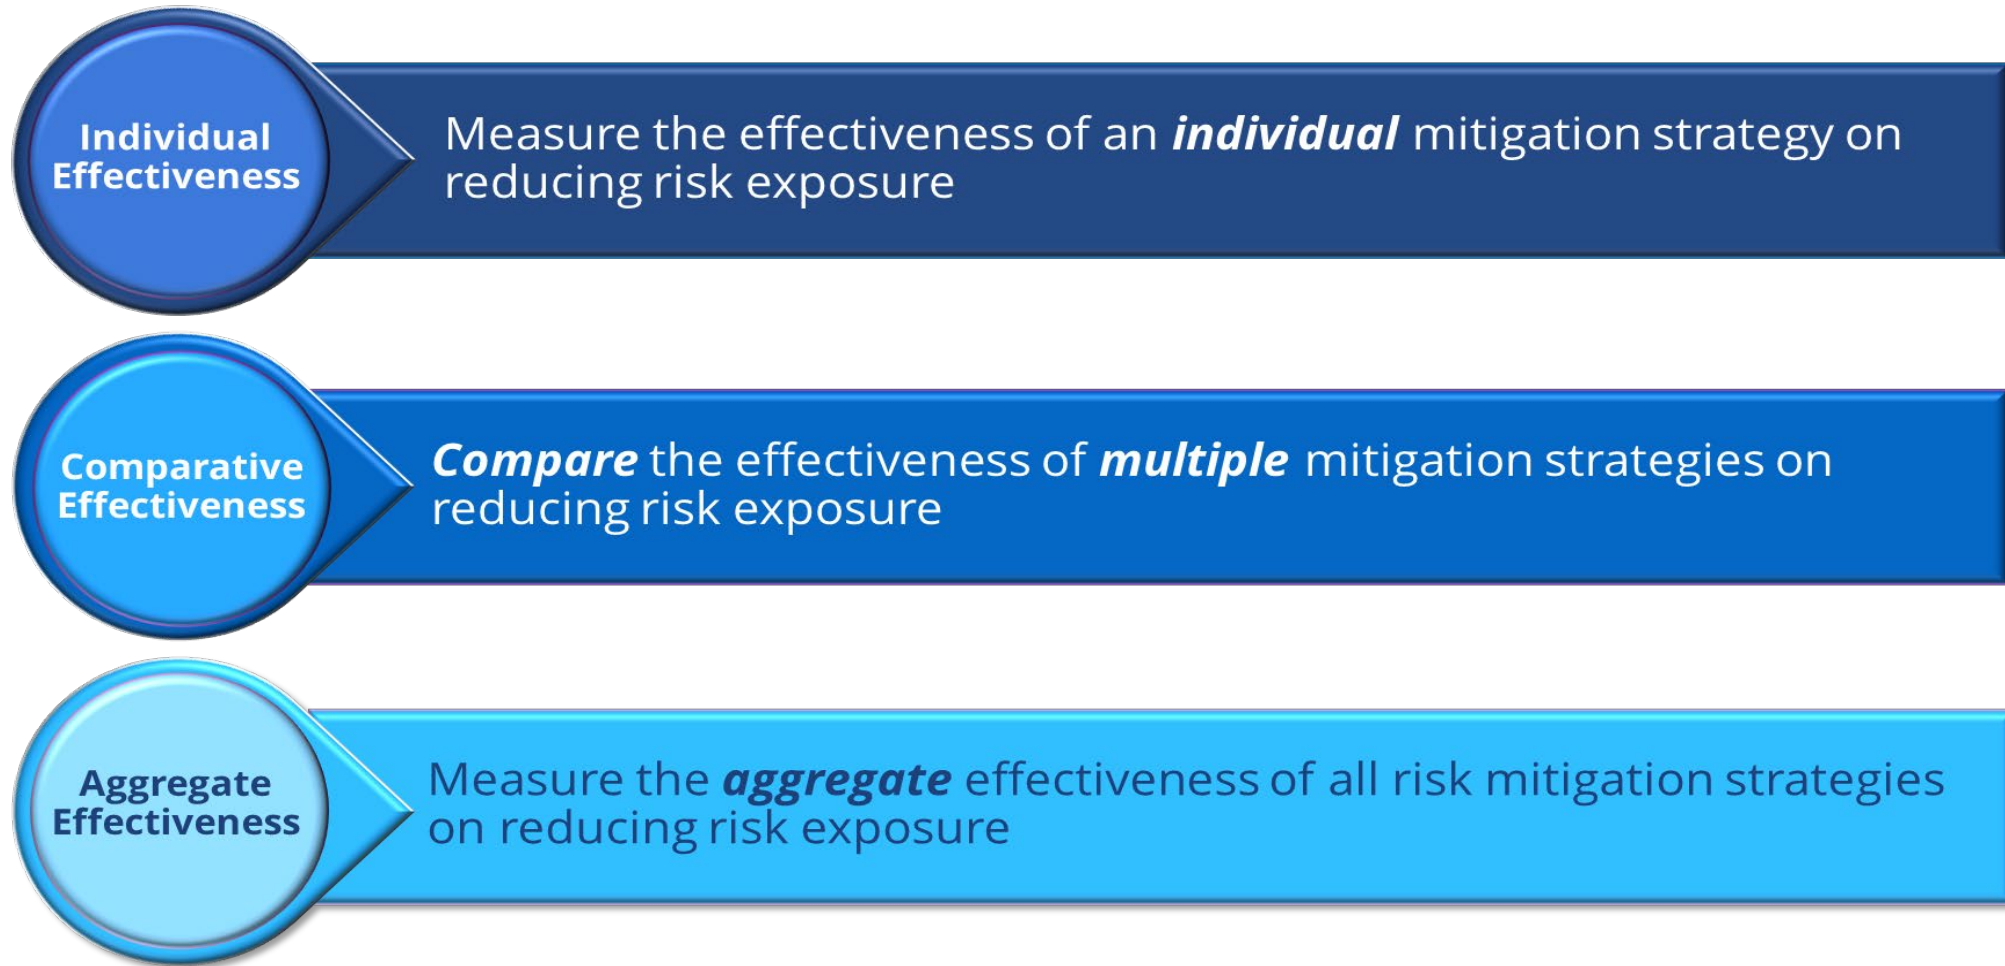 Individual
Effectiveness
Measure the effectiveness of an individual mitigation strategy on
reducing risk exposure
Comparative
Effectiveness
Compare the effectiveness of multiple mitigation strategies on
reducing risk exposure
Aggregate
Effectiveness
Measure the aggregate effectiveness of all risk mitigation strategies
on reducing risk exposure